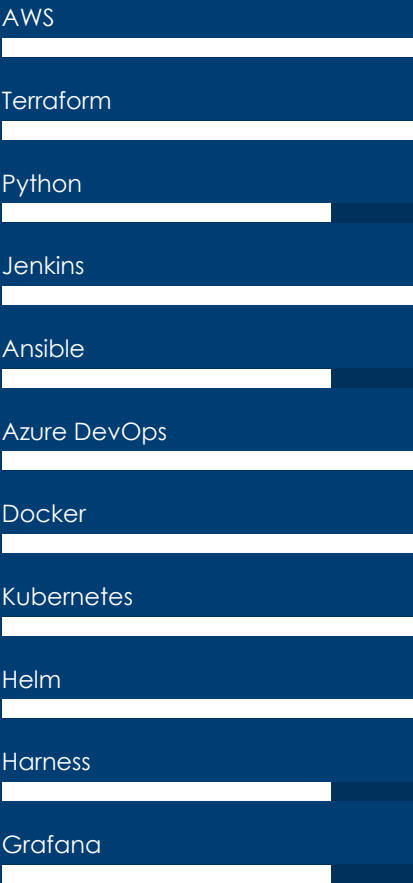 AWS
Terraform
Python
Jenkins
Ansible
Azure DevOps
Docker
Kubernetes
Helm
Harness
Grafana